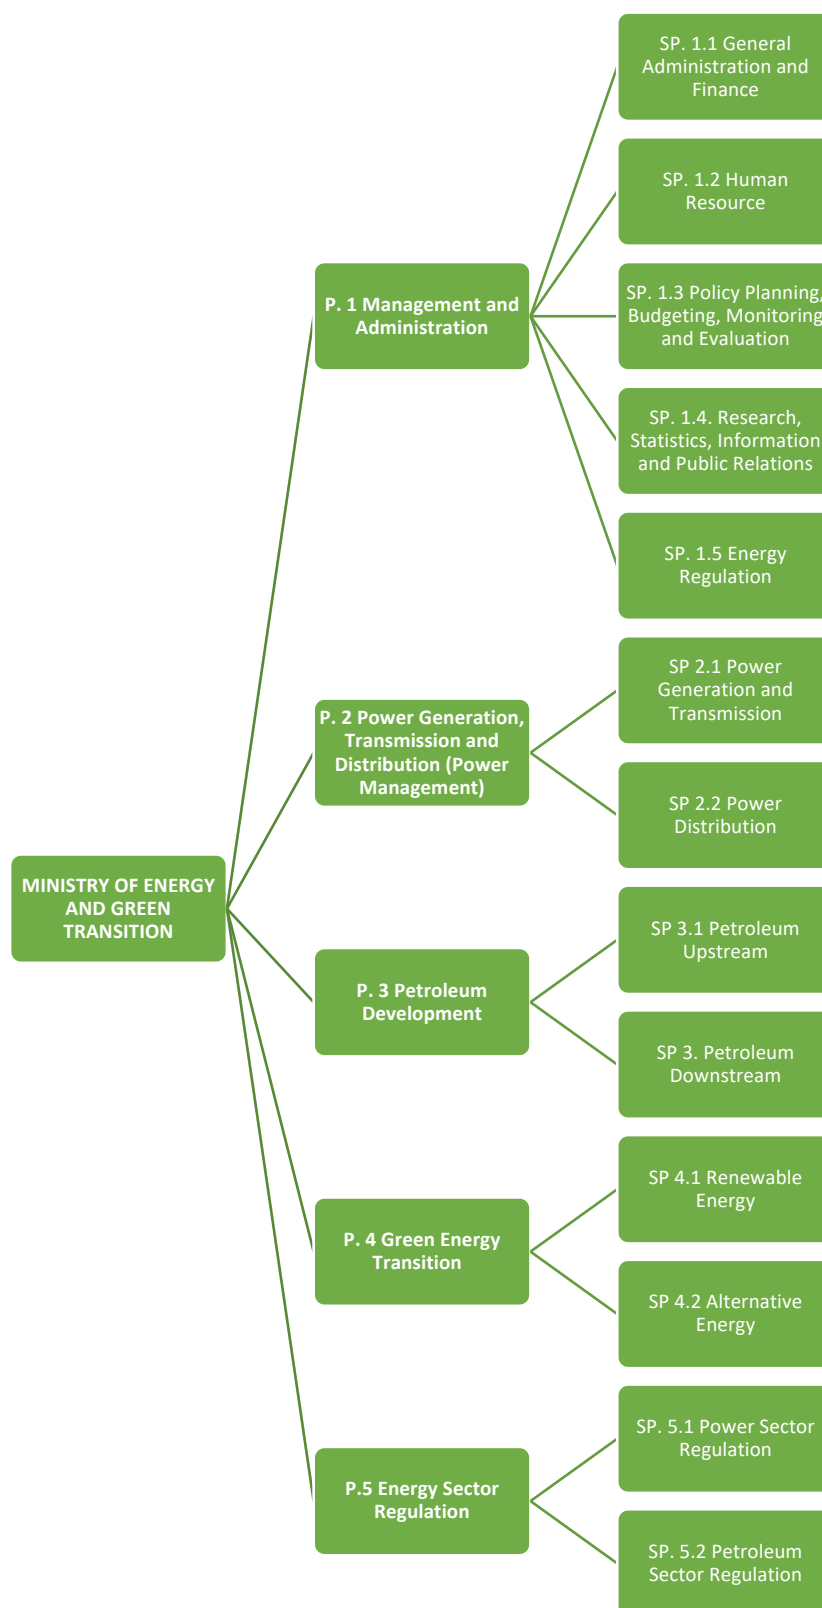 MINISTRY OF ENERGY
AND GREEN
TRANSITION
P. 1 Management and
Administration
SP. 1.1 General
Administration and
Finance
SP. 1.2 Human
Resource
SP. 1.3 Policy Planning,
Budgeting, Monitoring
and Evaluation
SP. 1.4. Research,
Statistics, Information
and Public Relations
SP. 1.5 Energy
Regulation
P. 2 Power Generation,
Transmission and
Distribution (Power
Management)
SP 2.1 Power
Generation and
Transmission
SP 2.2 Power
Distribution
P. 3 Petroleum
Development
SP 3.1 Petroleum
Upstream
SP 3. Petroleum
Downstream
P. 4 Green Energy
Transition
SP 4.1 Renewable
Energy
SP 4.2 Alternative
Energy
P.5 Energy Sector
Regulation
SP. 5.1 Power Sector
Regulation
SP. 5.2 Petroleum
Sector Regulation